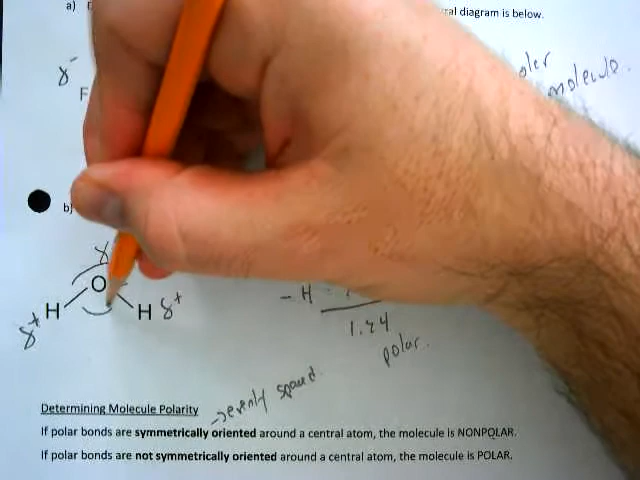 a)
ral diagram is below.
δ-
F
molecule.
b)
δ
O
H H δ+
δ+
- H
1.24
polar.
→ evenly spaced.
Determining Molecule Polarity
If polar bonds are symmetrically oriented around a central atom, the molecule is NONPOLAR.
If polar bonds are not symmetrically oriented around a central atom, the molecule is POLAR.